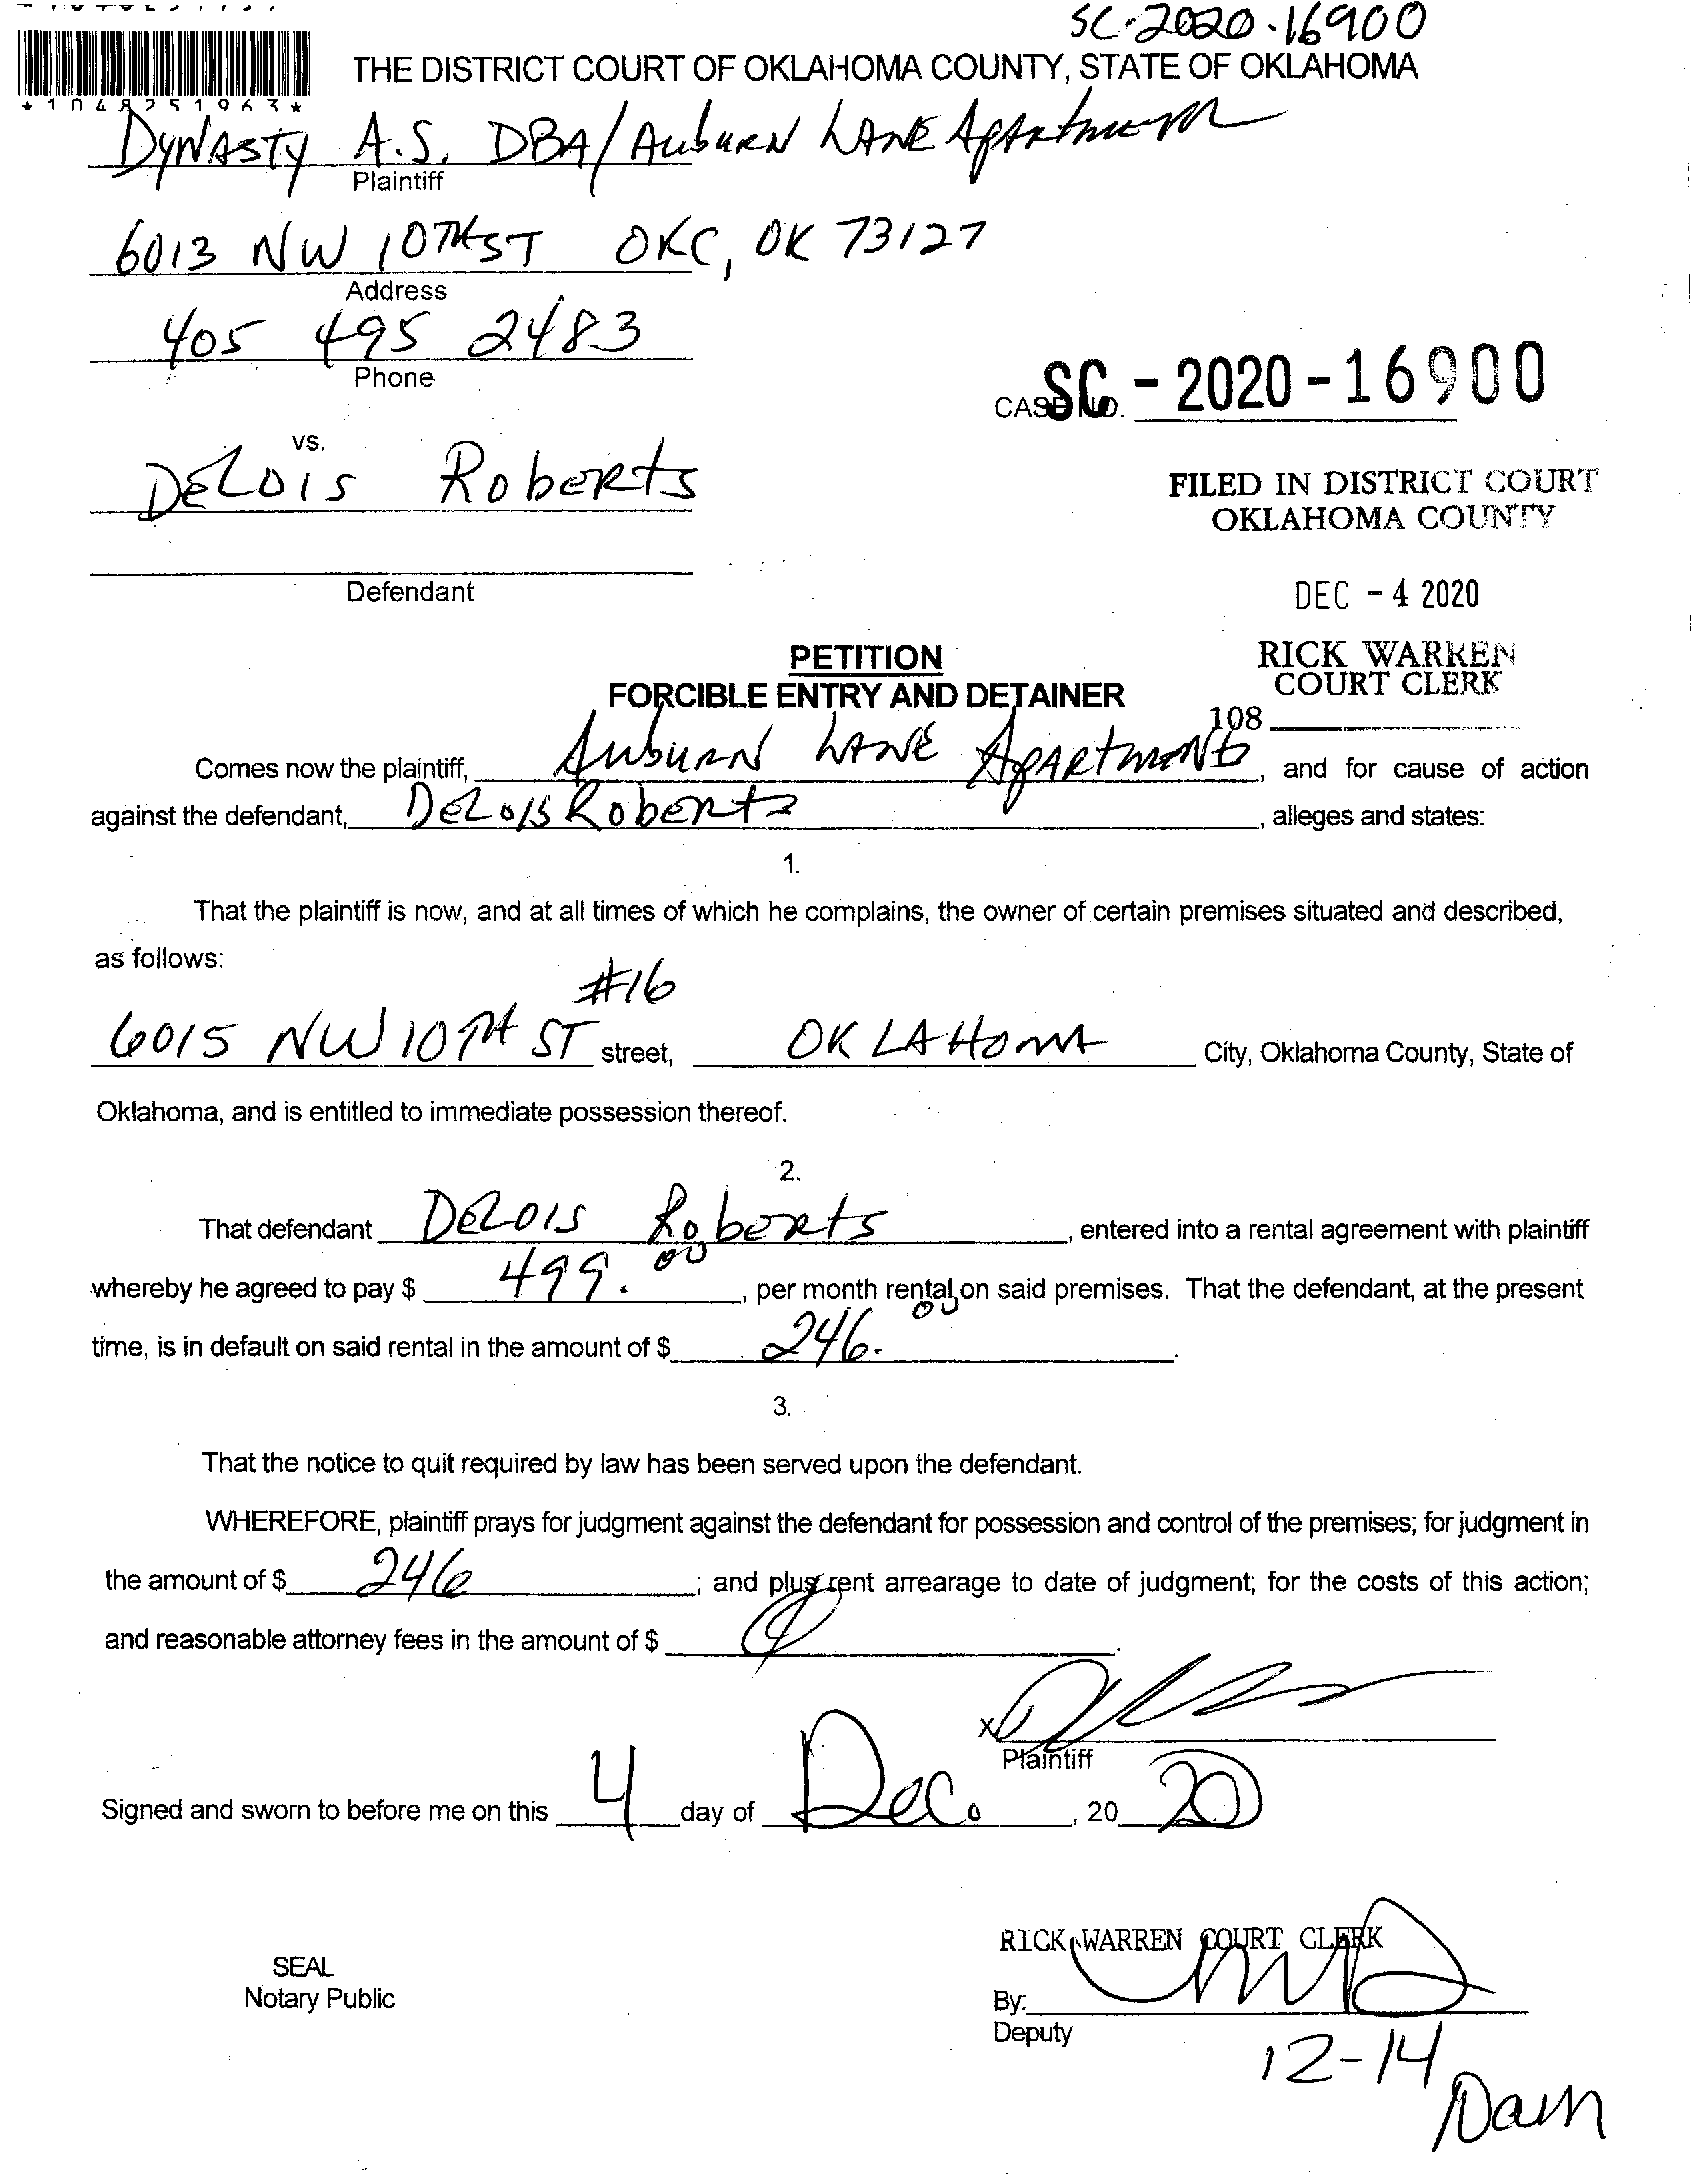 SC-2020-16900
THE DISTRICT COURT OF OKLAHOMA COUNTY, STATE OF OKLAHOMA
*1048251963*
DYNASTY A.S. DBA/AUBURN LANE Apartment
Plaintiff
6013 NW 10TH ST OKC, OK 73127
Address
405 495 2483
Phone
CASE NO. SC - 2020 - 16900
vs.
DELOIS ROBERTS
FILED IN DISTRICT COURT
OKLAHOMA COUNTY
Defendant
DEC - 4 2020
PETITION
RICK WARREN
COURT CLERK
FORCIBLE ENTRY AND DETAINER
108
Comes now the plaintiff, AUBURN LANE APARTMENTS, and for cause of action
against the defendant, DELOIS ROBERTS, alleges and states:
1.
That the plaintiff is now, and at all times of which he complains, the owner of certain premises situated and described,
as follows:
#16
6015 NW 10TH ST street, OKLAHOMA City, Oklahoma County, State of
Oklahoma, and is entitled to immediate possession thereof.
2.
That defendant DELOIS ROBERTS, entered into a rental agreement with plaintiff
whereby he agreed to pay $ 499.00, per month rental on said premises. That the defendant, at the present
time, is in default on said rental in the amount of $ 246.00.
3.
That the notice to quit required by law has been served upon the defendant.
WHEREFORE, plaintiff prays for judgment against the defendant for possession and control of the premises; for judgment in
the amount of $ 246; and plus rent arrearage to date of judgment; for the costs of this action;
and reasonable attorney fees in the amount of $ .
X
Plaintiff
Signed and sworn to before me on this 4 day of Dec., 20 20
RICK WARREN COURT CLERK
SEAL
Notary Public
By:
Deputy
12-14